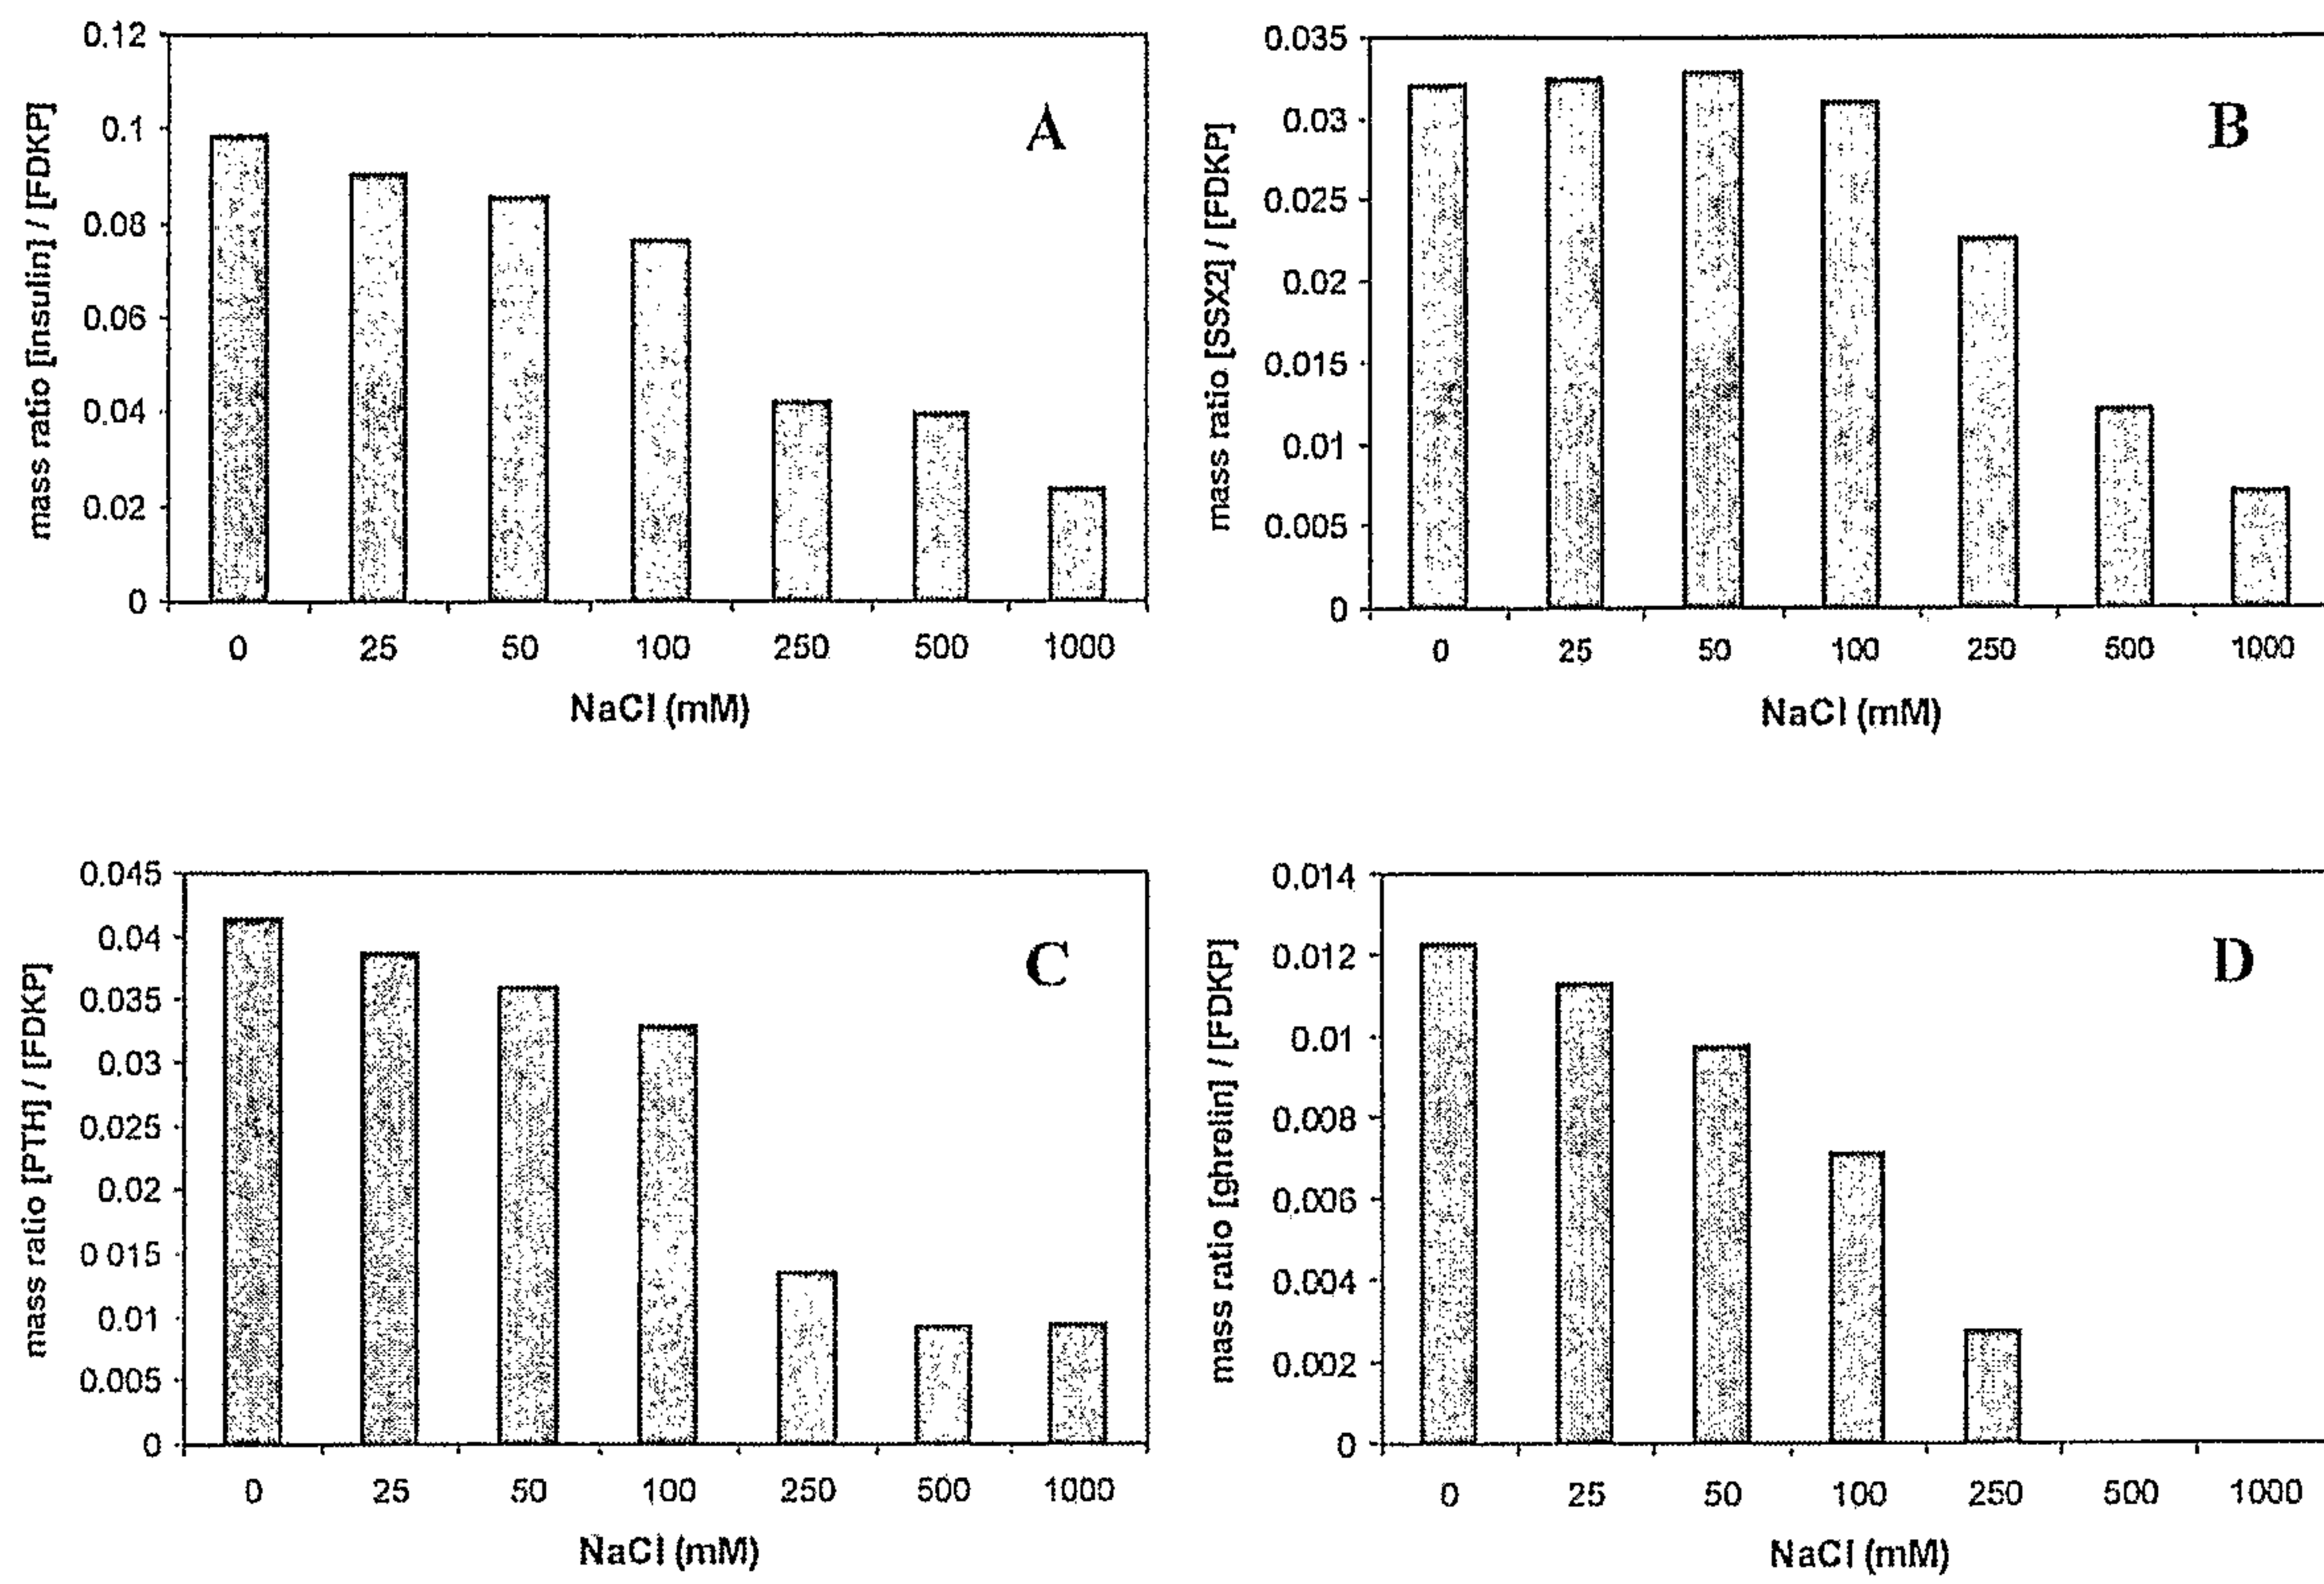 0.12
0.1
0.08
0.06
0.04
0.02
0
mass ratio [insulin] / [FDKP]
A
0 25 50 100 250 500 1000
NaCl (mM)
0.035
0.03
0.025
0.02
0.015
0.01
0.005
0
mass ratio [SSX2] / [FDKP]
B
0 25 50 100 250 500 1000
NaCl (mM)
0.045
0.04
0.035
0.03
0.025
0.02
0.015
0.01
0.005
0
mass ratio [PTH] / [FDKP]
C
0 25 50 100 250 500 1000
NaCl (mM)
0.014
0.012
0.01
0.008
0.006
0.004
0.002
0
mass ratio [ghrelin] / [FDKP]
D
0 25 50 100 250 500 1000
NaCl (mM)